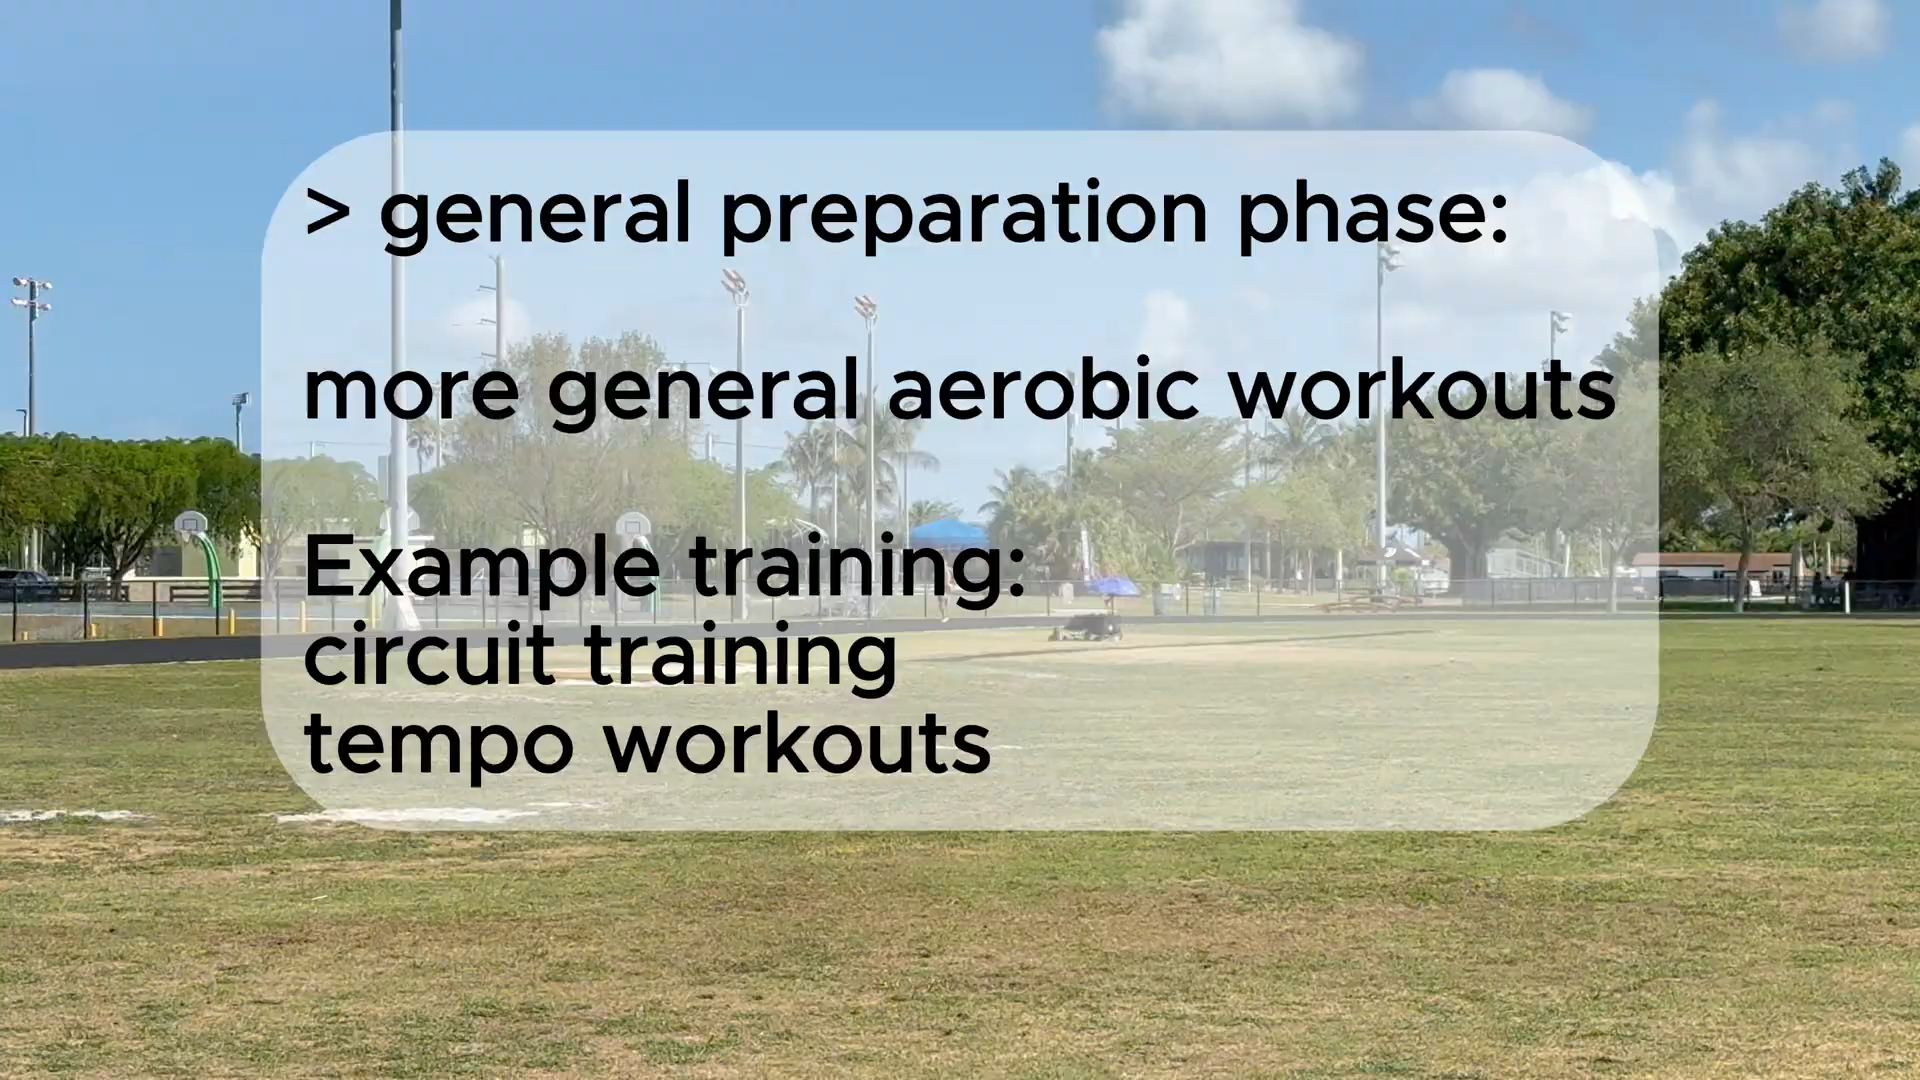 > general preparation phase:
more general aerobic workouts
Example training:
circuit training
tempo workouts